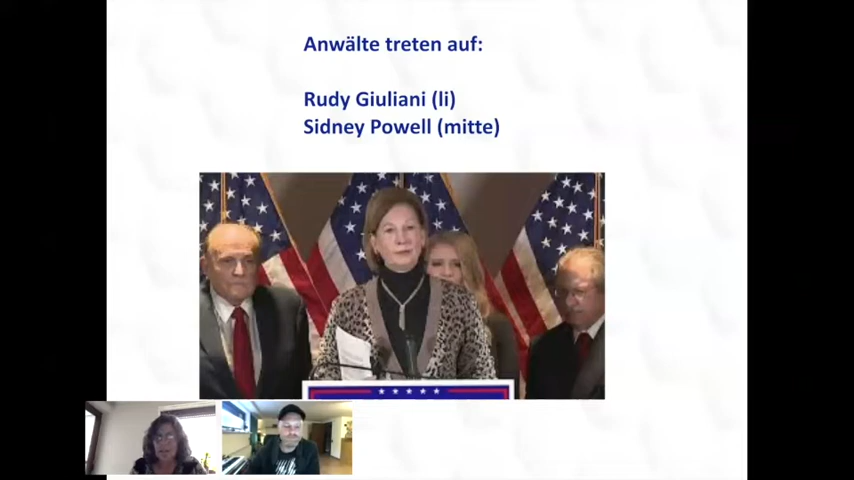 Anwälte treten auf:
Rudy Giuliani (li)
Sidney Powell (mitte)